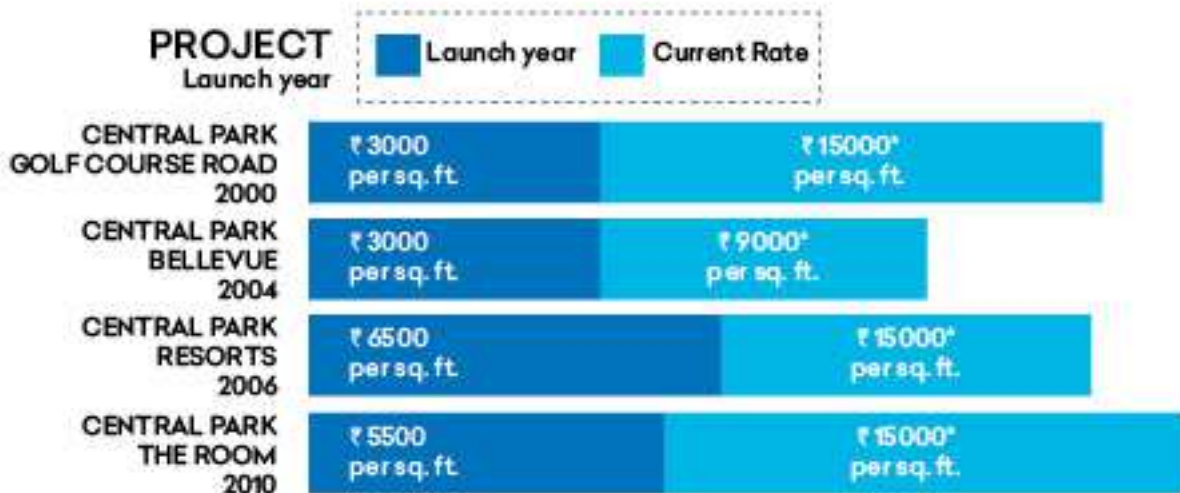 PROJECT
Launch year
Launch year
Current Rate
CENTRAL PARK
GOLF COURSE ROAD
2000
₹ 3000
per sq. ft.
₹ 15000*
per sq. ft.
CENTRAL PARK
BELLEVUE
2004
₹ 3000
per sq. ft.
₹ 9000*
per sq. ft.
CENTRAL PARK
RESORTS
2006
₹ 6500
per sq. ft.
₹ 15000*
per sq. ft.
CENTRAL PARK
THE ROOM
2010
₹ 5500
per sq. ft.
₹ 15000*
per sq. ft.